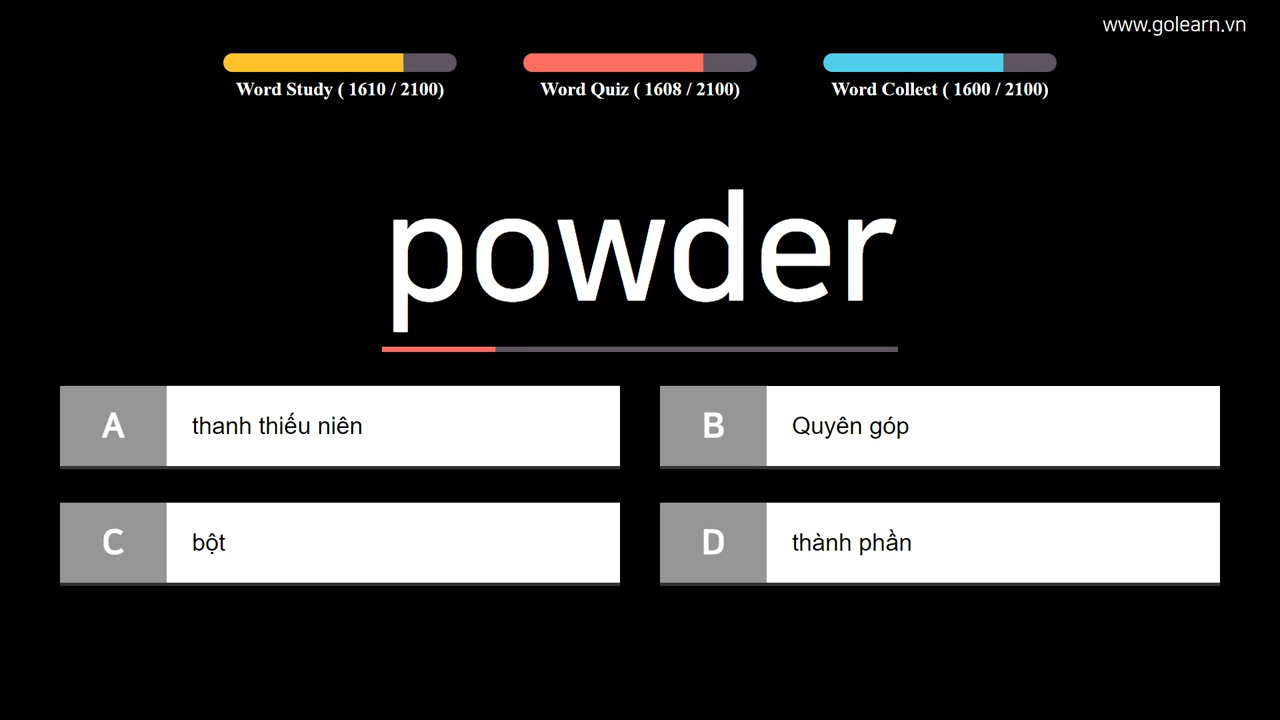 www.golearn.vn
Word Study ( 1610 / 2100)
Word Quiz ( 1608 / 2100)
Word Collect ( 1600 / 2100)
powder
A thanh thiếu niên
B Quyên góp
C bột
D thành phần